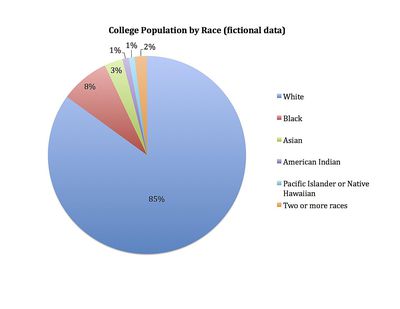 College Population by Race (fictional data)
1%
1%
2%
3%
8%
85%
White
Black
Asian
American Indian
Pacific Islander or Native
Hawaiian
Two or more races